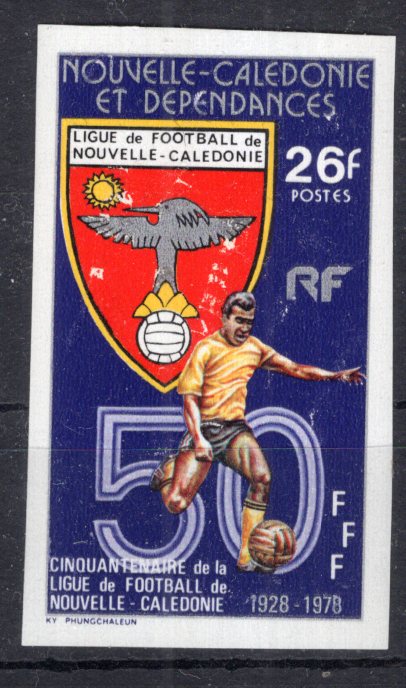 NOUVELLE-CALEDONIE
ET DEPENDANCES
LIGUE de FOOTBALL de
NOUVELLE-CALEDONIE
26F
POSTES
RF
50
F
F
F
CINQUANTENAIRE de la
LIGUE de FOOTBALL de
NOUVELLE-CALEDONIE 1928-1978
KY PHUNGCHALEUN